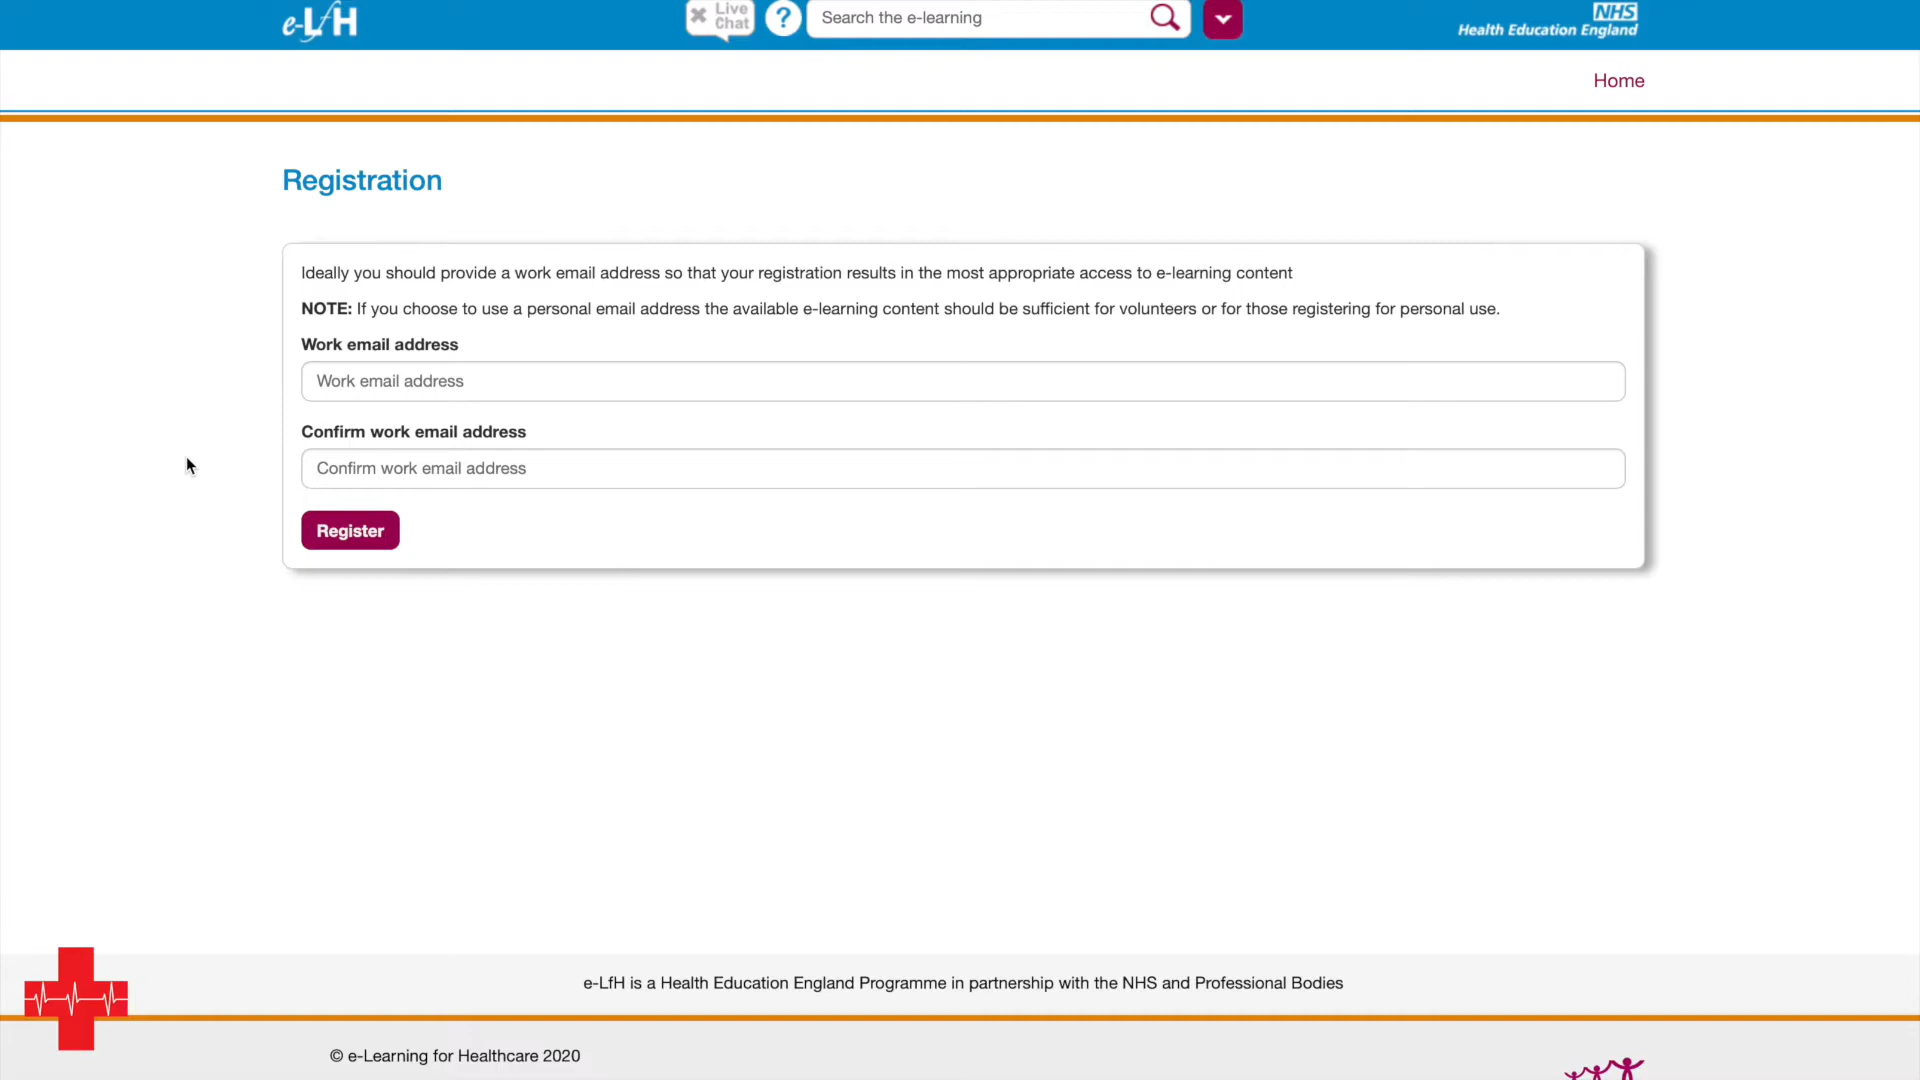 e-LfH
Live
Chat
?
Search the e-learning
NHS
Health Education England
Home
Registration
Ideally you should provide a work email address so that your registration results in the most appropriate access to e-learning content
NOTE: If you choose to use a personal email address the available e-learning content should be sufficient for volunteers or for those registering for personal use.
Work email address
Work email address
Confirm work email address
Confirm work email address
Register
e-LfH is a Health Education England Programme in partnership with the NHS and Professional Bodies
© e-Learning for Healthcare 2020